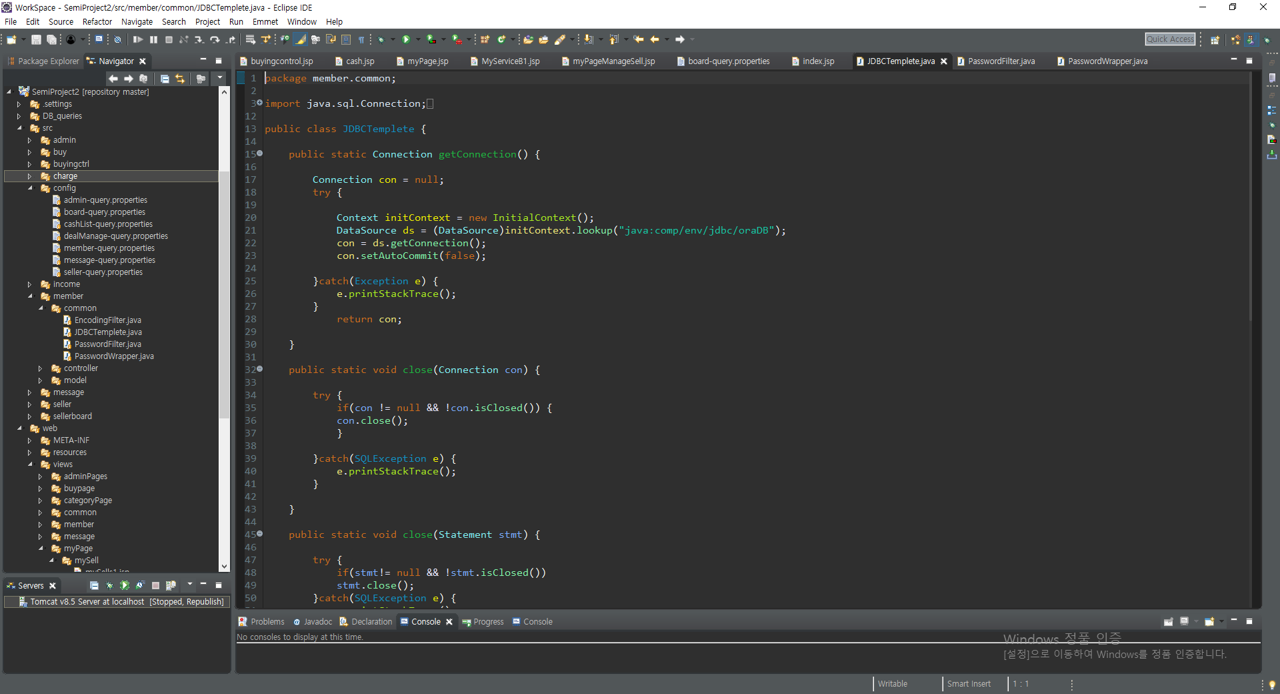 WorkSpace - SemiProject2/src/member/common/JDBCTemplete.java - Eclipse IDE
File Edit Source Refactor Navigate Search Project Run Emmet Window Help
Quick Access
Package Explorer Navigator
buyingcontrol.jsp cash.jsp myPage.jsp MyServiceB1.jsp myPageManageSell.jsp board-query.properties index.jsp JDBCTemplete.java PasswordFilter.java PasswordWrapper.java
SemiProject2 [repository master]
.settings
DB_queries
src
admin
buy
buyingctrl
charge
config
admin-query.properties
board-query.properties
cashList-query.properties
dealManage-query.properties
member-query.properties
message-query.properties
seller-query.properties
income
member
common
EncodingFilter.java
JDBCTemplete.java
PasswordFilter.java
PasswordWrapper.java
controller
model
message
seller
sellerboard
web
META-INF
resources
views
adminPages
buypage
categoryPage
common
member
message
myPage
mySell
mySells1.jsp
Servers
Tomcat v8.5 Server at localhost [Stopped, Republish]
1 package member.common;
2
3 import java.sql.Connection;
12
13 public class JDBCTemplete {
14
15 public static Connection getConnection() {
16
17 Connection con = null;
18 try {
19
20 Context initContext = new InitialContext();
21 DataSource ds = (DataSource)initContext.lookup("java:comp/env/jdbc/oraDB");
22 con = ds.getConnection();
23 con.setAutoCommit(false);
24
25 }catch(Exception e) {
26 e.printStackTrace();
27 }
28 return con;
29
30 }
31
32 public static void close(Connection con) {
33
34 try {
35 if(con != null && !con.isClosed()) {
36 con.close();
37 }
38
39 }catch(SQLException e) {
40 e.printStackTrace();
41 }
42
43 }
44
45 public static void close(Statement stmt) {
46
47 try {
48 if(stmt!= null && !stmt.isClosed())
49 stmt.close();
50 }catch(SQLException e) {
Problems Javadoc Declaration Console Progress Console
No consoles to display at this time.
Windows 정품 인증
[설정]으로 이동하여 Windows를 정품 인증합니다.
Writable Smart Insert 1 : 1